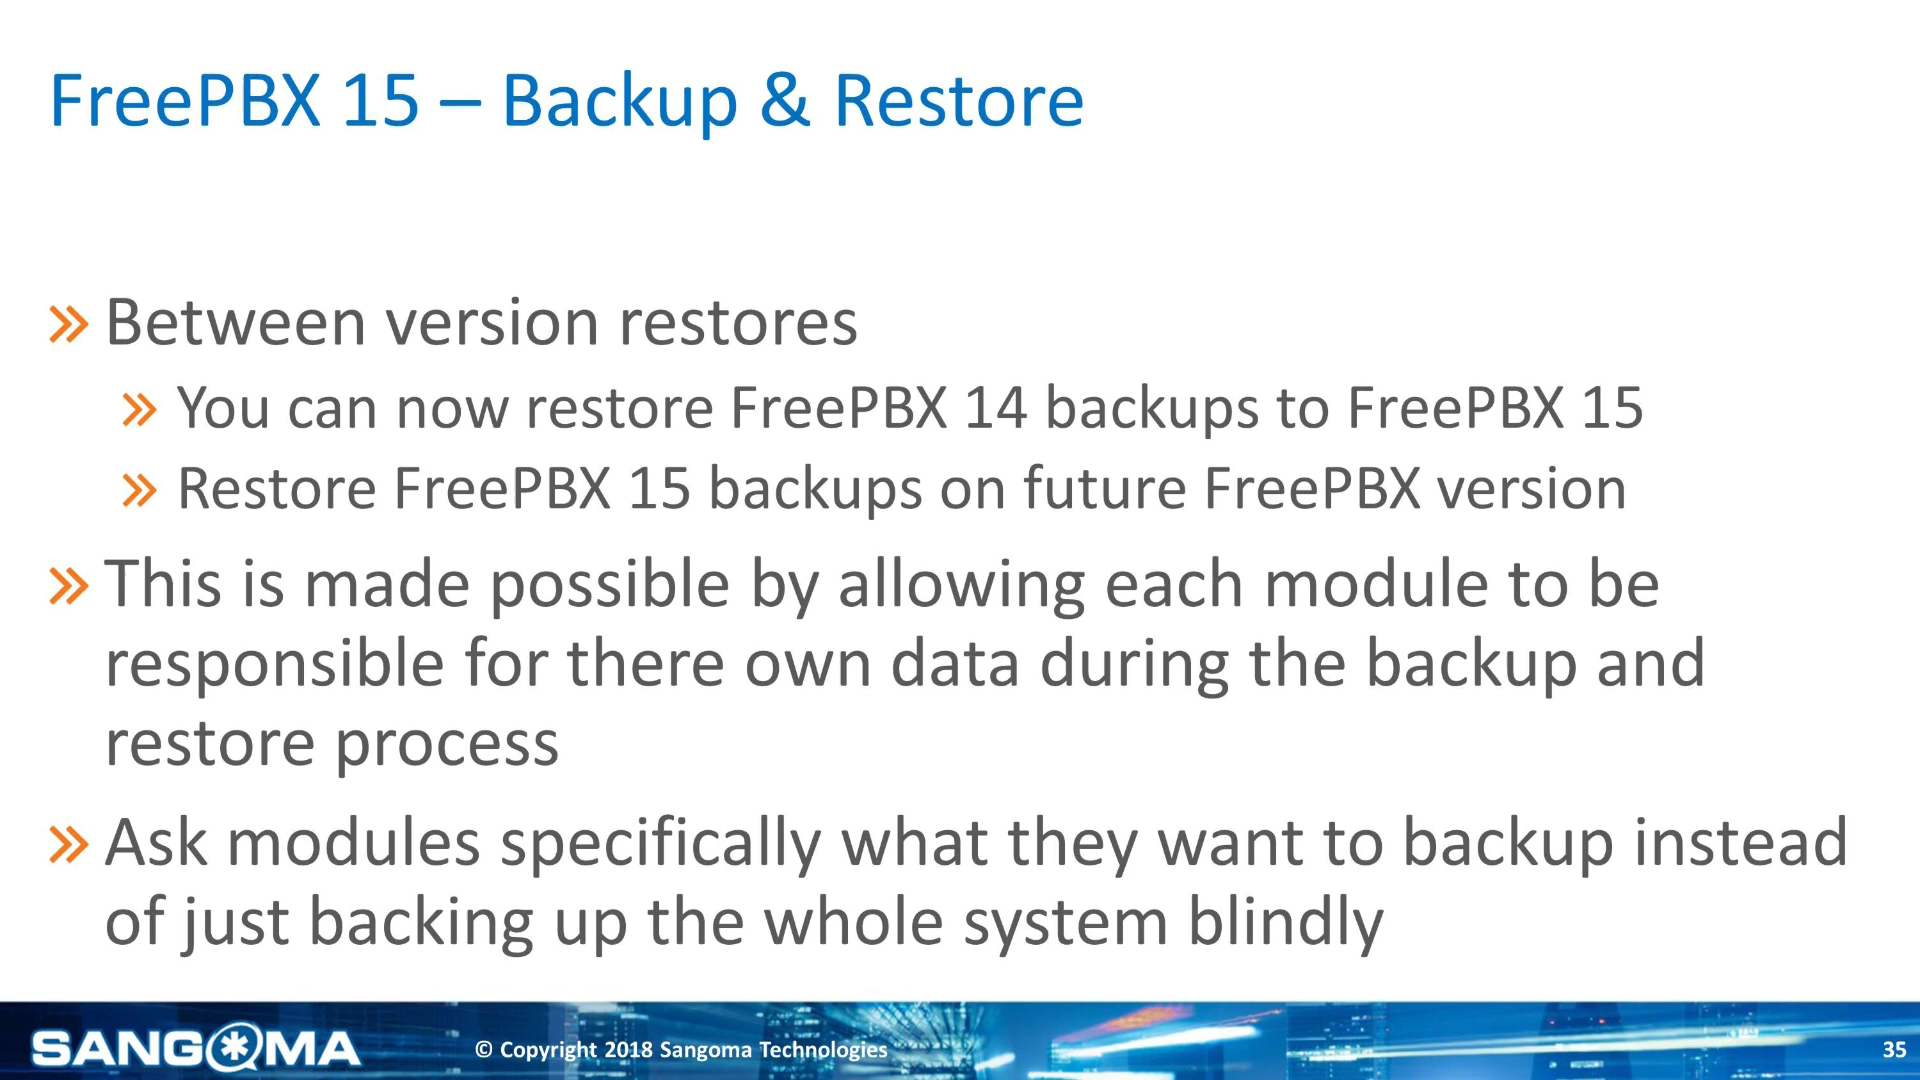 FreePBX 15 – Backup & Restore
» Between version restores
» You can now restore FreePBX 14 backups to FreePBX 15
» Restore FreePBX 15 backups on future FreePBX version
» This is made possible by allowing each module to be
responsible for there own data during the backup and
restore process
» Ask modules specifically what they want to backup instead
of just backing up the whole system blindly
SANGOMA
© Copyright 2018 Sangoma Technologies
35